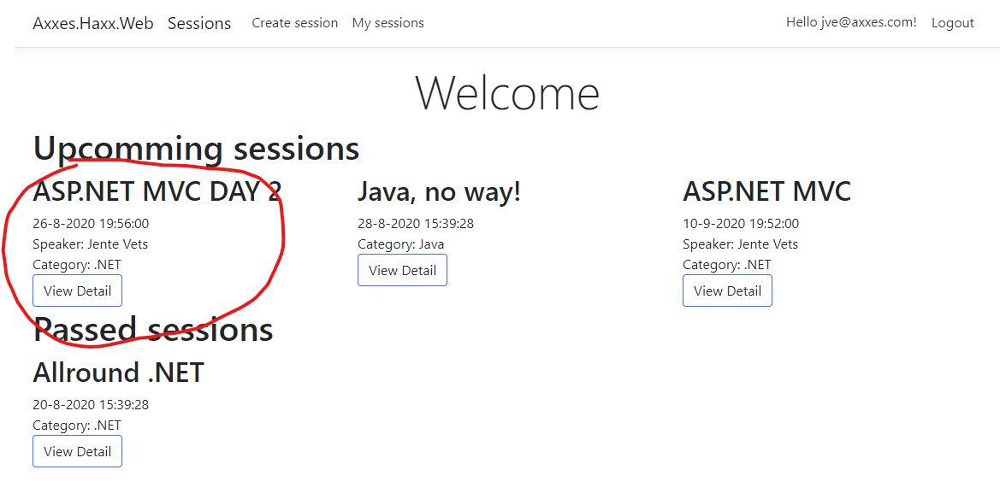 Axxes.Haxx.Web Sessions Create session My sessions Hello jve@axxes.com! Logout
Welcome
Upcomming sessions
ASP.NET MVC DAY 2
26-8-2020 19:56:00
Speaker: Jente Vets
Category: .NET
View Detail
Java, no way!
28-8-2020 15:39:28
Category: Java
View Detail
ASP.NET MVC
10-9-2020 19:52:00
Speaker: Jente Vets
Category: .NET
View Detail
Passed sessions
Allround .NET
20-8-2020 15:39:28
Category: .NET
View Detail